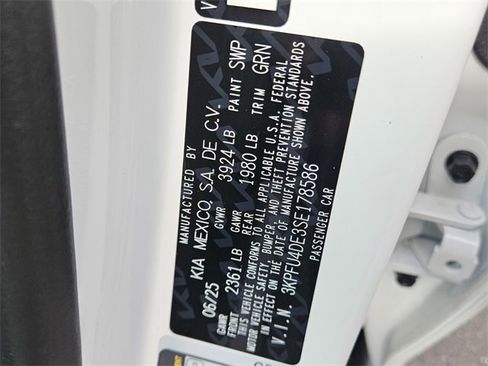 MANUFACTURED BY
06/25 KIA MEXICO, S.A. DE C.V.
GVWR 3924 LB PAINT SWP
GAWR FRONT 2361 LB GAWR REAR 1980 LB TRIM GRN
THIS VEHICLE CONFORMS TO ALL APPLICABLE U.S.A. FEDERAL
MOTOR VEHICLE SAFETY, BUMPER, AND THEFT PREVENTION STANDARDS
IN EFFECT ON THE DATE OF MANUFACTURE SHOWN ABOVE.
V.I.N. 3KPFU4DE3SE178586
PASSENGER CAR